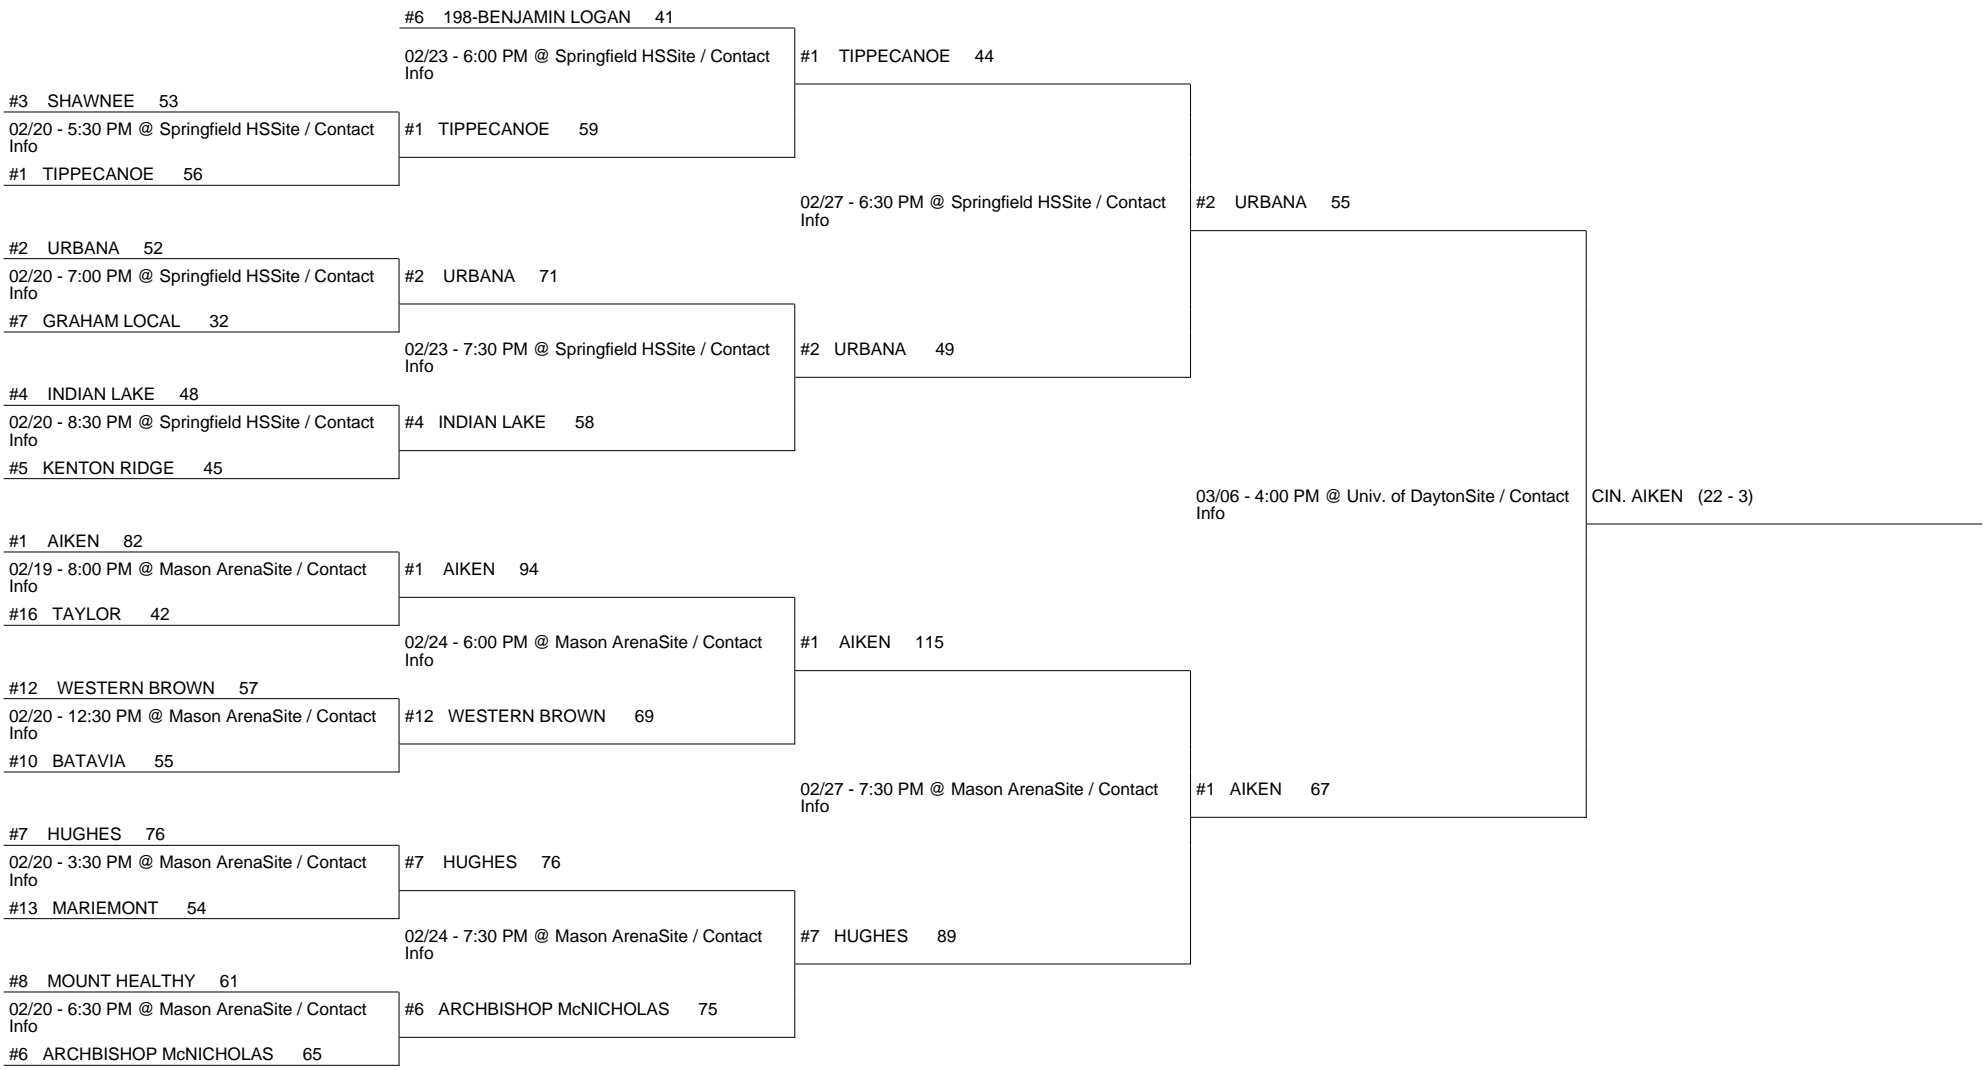 #6 198-BENJAMIN LOGAN 41
02/23 - 6:00 PM @ Springfield HSSite / Contact
Info
#1 TIPPECANOE 44
#3 SHAWNEE 53
02/20 - 5:30 PM @ Springfield HSSite / Contact
Info
#1 TIPPECANOE 59
#1 TIPPECANOE 56
02/27 - 6:30 PM @ Springfield HSSite / Contact
Info
#2 URBANA 55
#2 URBANA 52
02/20 - 7:00 PM @ Springfield HSSite / Contact
Info
#2 URBANA 71
#7 GRAHAM LOCAL 32
02/23 - 7:30 PM @ Springfield HSSite / Contact
Info
#2 URBANA 49
#4 INDIAN LAKE 48
02/20 - 8:30 PM @ Springfield HSSite / Contact
Info
#4 INDIAN LAKE 58
#5 KENTON RIDGE 45
03/06 - 4:00 PM @ Univ. of DaytonSite / Contact
Info
CIN. AIKEN (22 - 3)
#1 AIKEN 82
02/19 - 8:00 PM @ Mason ArenaSite / Contact
Info
#1 AIKEN 94
#16 TAYLOR 42
02/24 - 6:00 PM @ Mason ArenaSite / Contact
Info
#1 AIKEN 115
#12 WESTERN BROWN 57
02/20 - 12:30 PM @ Mason ArenaSite / Contact
Info
#12 WESTERN BROWN 69
#10 BATAVIA 55
02/27 - 7:30 PM @ Mason ArenaSite / Contact
Info
#1 AIKEN 67
#7 HUGHES 76
02/20 - 3:30 PM @ Mason ArenaSite / Contact
Info
#7 HUGHES 76
#13 MARIEMONT 54
02/24 - 7:30 PM @ Mason ArenaSite / Contact
Info
#7 HUGHES 89
#8 MOUNT HEALTHY 61
02/20 - 6:30 PM @ Mason ArenaSite / Contact
Info
#6 ARCHBISHOP McNICHOLAS 75
#6 ARCHBISHOP McNICHOLAS 65